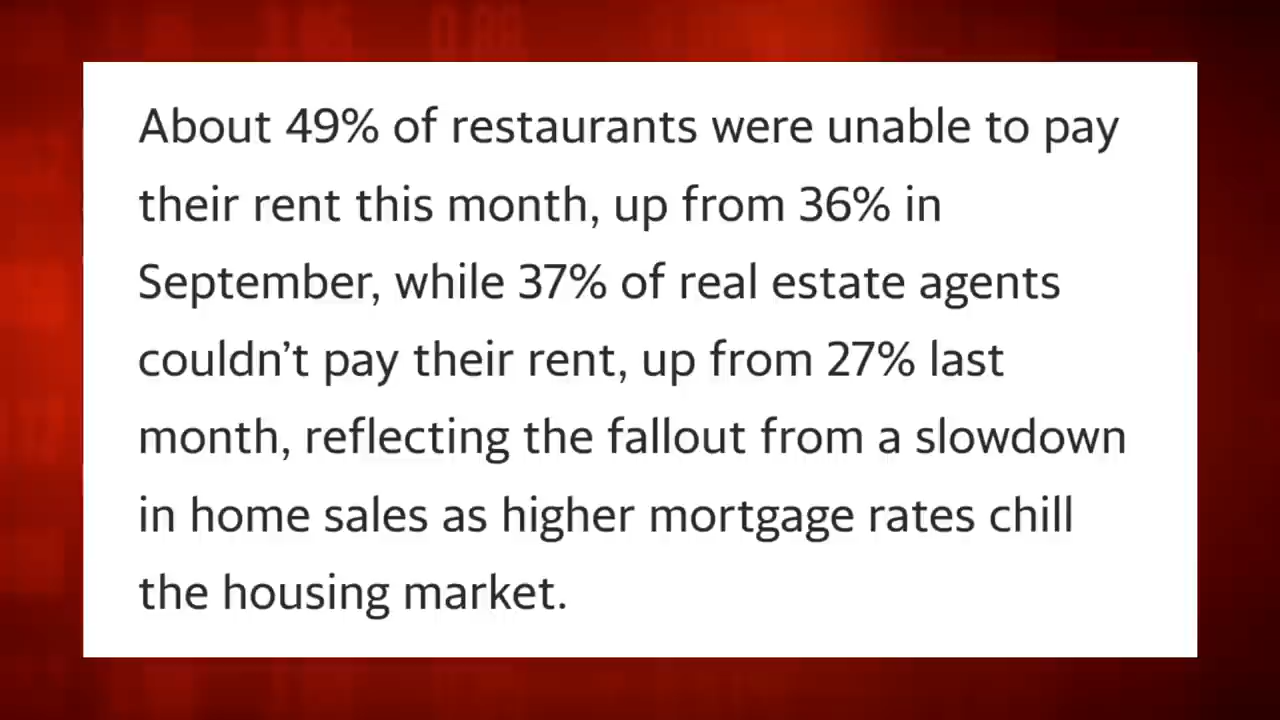 About 49% of restaurants were unable to pay
their rent this month, up from 36% in
September, while 37% of real estate agents
couldn’t pay their rent, up from 27% last
month, reflecting the fallout from a slowdown
in home sales as higher mortgage rates chill
the housing market.